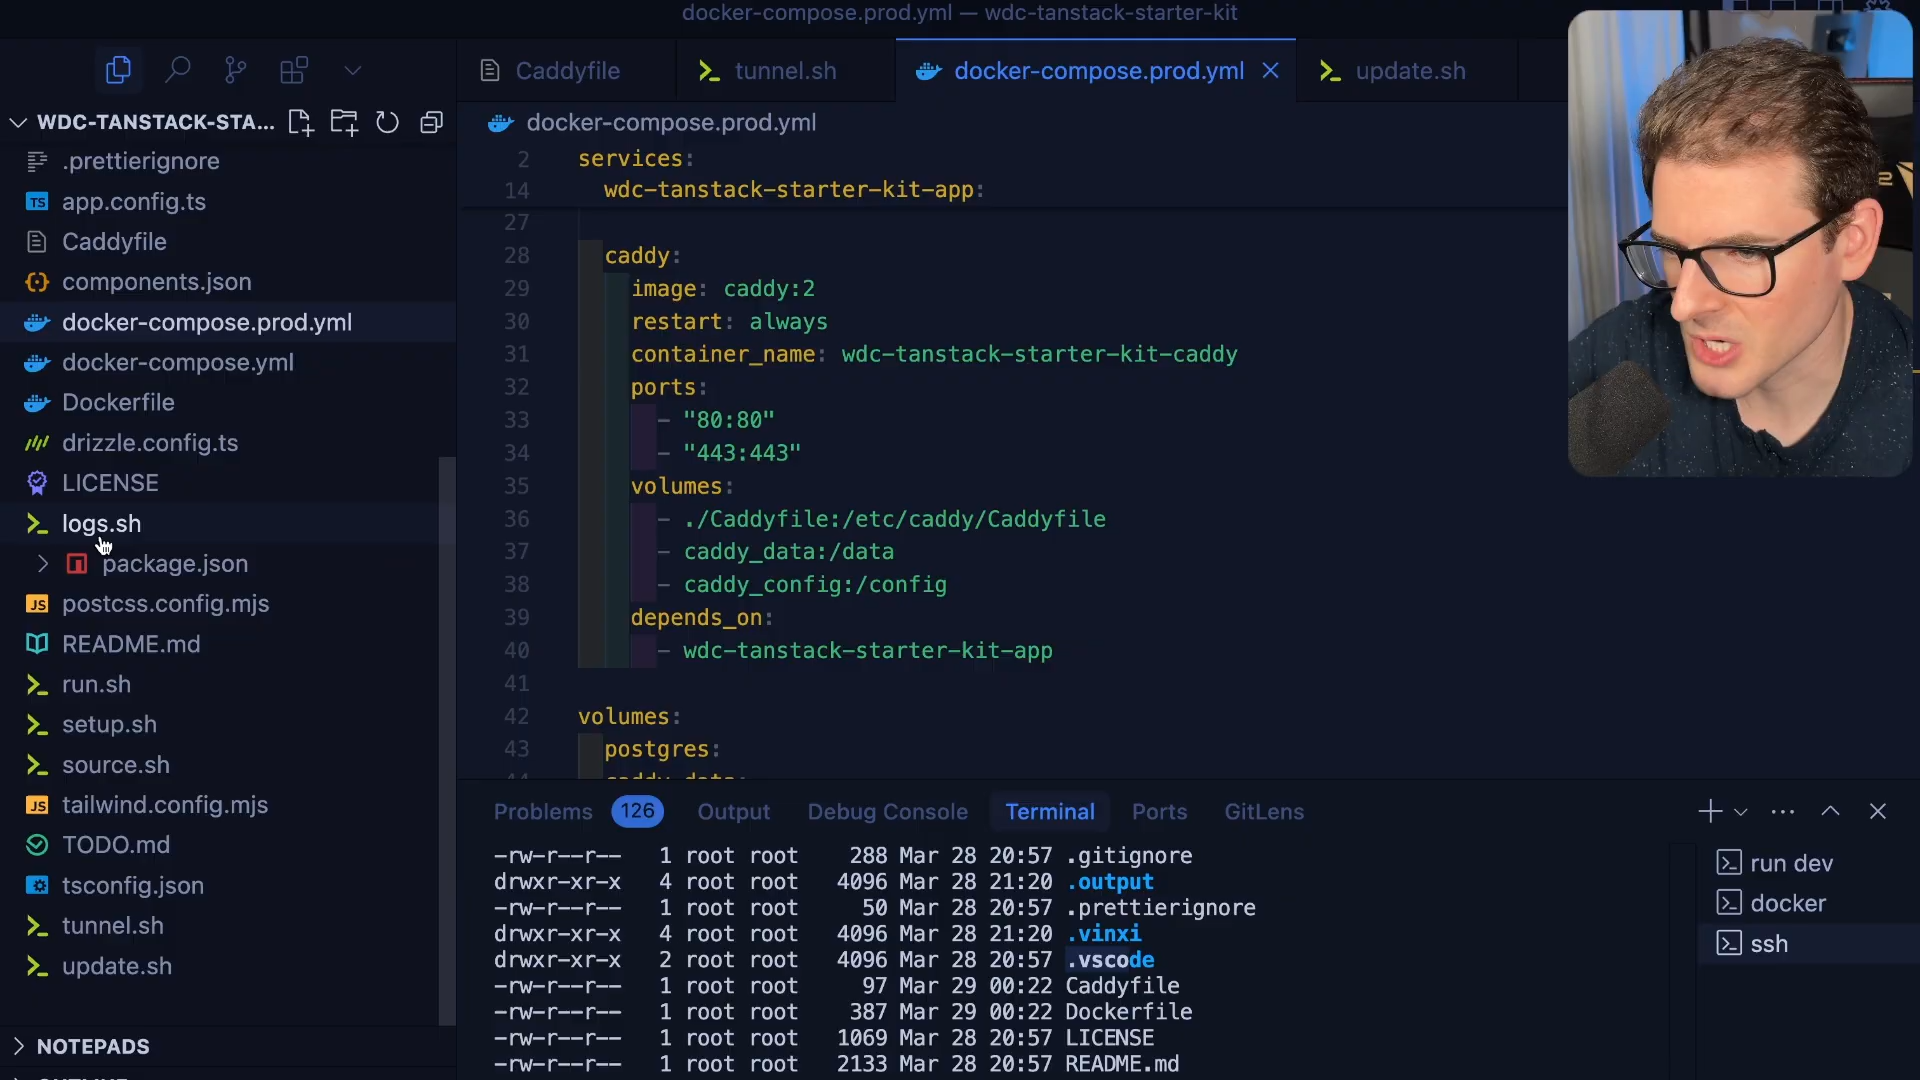 docker-compose.prod.yml — wdc-tanstack-starter-kit
Caddyfile
tunnel.sh
docker-compose.prod.yml
update.sh
WDC-TANSTACK-STA...
.prettierignore
app.config.ts
Caddyfile
components.json
docker-compose.prod.yml
docker-compose.yml
Dockerfile
drizzle.config.ts
LICENSE
logs.sh
package.json
postcss.config.mjs
README.md
run.sh
setup.sh
source.sh
tailwind.config.mjs
TODO.md
tsconfig.json
tunnel.sh
update.sh
NOTEPADS
docker-compose.prod.yml
2 services:
14 wdc-tanstack-starter-kit-app:
27
28 caddy:
29 image: caddy:2
30 restart: always
31 container_name: wdc-tanstack-starter-kit-caddy
32 ports:
33 - "80:80"
34 - "443:443"
35 volumes:
36 - ./Caddyfile:/etc/caddy/Caddyfile
37 - caddy_data:/data
38 - caddy_config:/config
39 depends_on:
40 - wdc-tanstack-starter-kit-app
41
42 volumes:
43 postgres:
Problems 126 Output Debug Console Terminal Ports GitLens
-rw-r--r-- 1 root root 288 Mar 28 20:57 .gitignore
drwxr-xr-x 4 root root 4096 Mar 28 21:20 .output
-rw-r--r-- 1 root root 50 Mar 28 20:57 .prettierignore
drwxr-xr-x 4 root root 4096 Mar 28 21:20 .vinxi
drwxr-xr-x 2 root root 4096 Mar 28 20:57 .vscode
-rw-r--r-- 1 root root 97 Mar 29 00:22 Caddyfile
-rw-r--r-- 1 root root 387 Mar 29 00:22 Dockerfile
-rw-r--r-- 1 root root 1069 Mar 28 20:57 LICENSE
-rw-r--r-- 1 root root 2133 Mar 28 20:57 README.md
run dev
docker
ssh